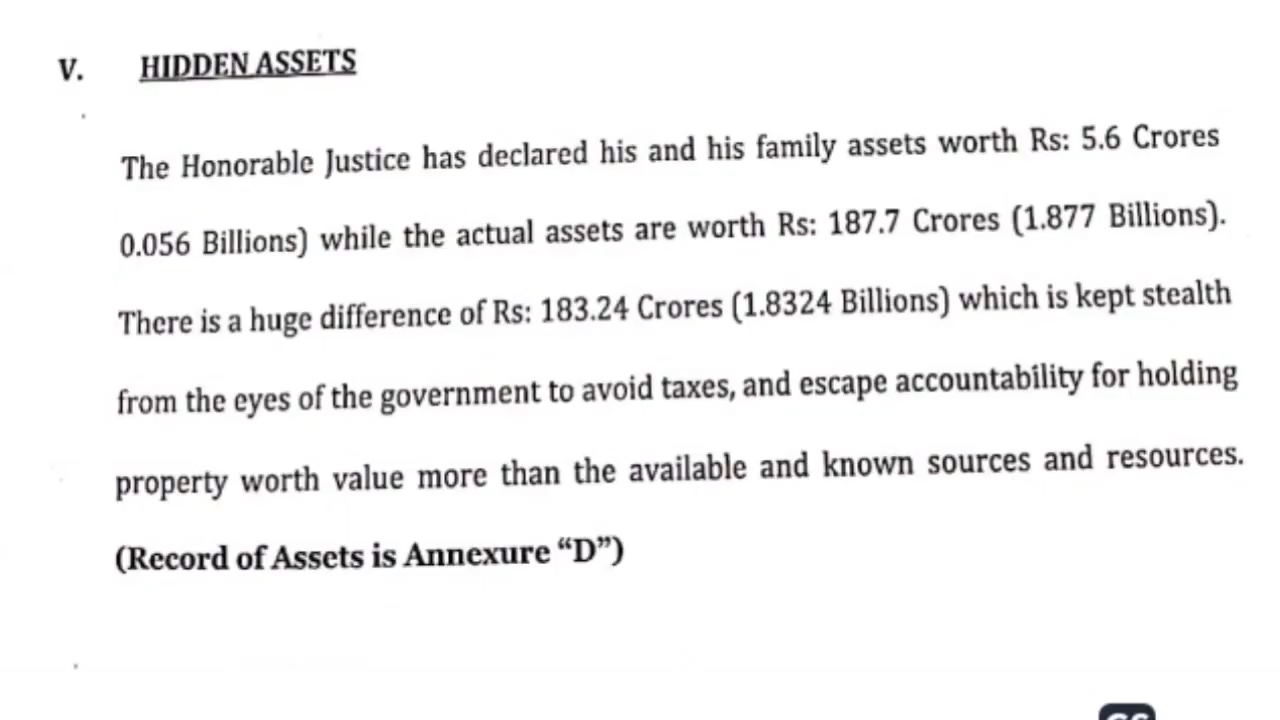 V. HIDDEN ASSETS
The Honorable Justice has declared his and his family assets worth Rs: 5.6 Crores
0.056 Billions) while the actual assets are worth Rs: 187.7 Crores (1.877 Billions).
There is a huge difference of Rs: 183.24 Crores (1.8324 Billions) which is kept stealth
from the eyes of the government to avoid taxes, and escape accountability for holding
property worth value more than the available and known sources and resources.
(Record of Assets is Annexure “D”)